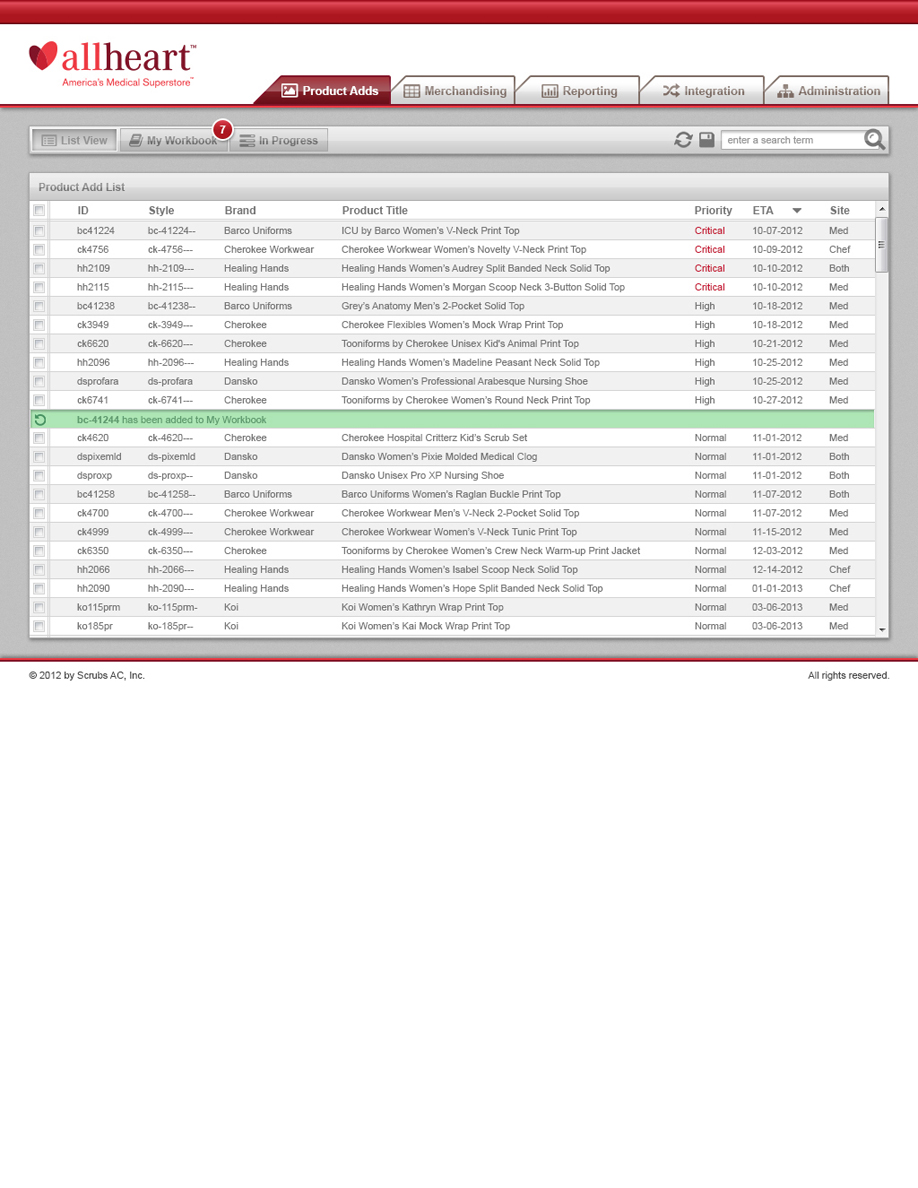 allheart™
America's Medical Superstore™
Product Adds Merchandising Reporting Integration Administration
List View My Workbook 7 In Progress enter a search term
Product Add List
ID Style Brand Product Title Priority ETA Site
bc41224 bc-41224-- Barco Uniforms ICU by Barco Women's V-Neck Print Top Critical 10-07-2012 Med
ck4756 ck-4756--- Cherokee Workwear Cherokee Workwear Women's Novelty V-Neck Print Top Critical 10-09-2012 Chef
hh2109 hh-2109--- Healing Hands Healing Hands Women's Audrey Split Banded Neck Solid Top Critical 10-10-2012 Both
hh2115 hh-2115--- Healing Hands Healing Hands Women's Morgan Scoop Neck 3-Button Solid Top Critical 10-10-2012 Med
bc41238 bc-41238-- Barco Uniforms Grey's Anatomy Men's 2-Pocket Solid Top High 10-18-2012 Med
ck3949 ck-3949--- Cherokee Cherokee Flexibles Women's Mock Wrap Print Top High 10-18-2012 Med
ck6620 ck-6620--- Cherokee Tooniforms by Cherokee Unisex Kid's Animal Print Top High 10-21-2012 Med
hh2096 hh-2096--- Healing Hands Healing Hands Women's Madeline Peasant Neck Solid Top High 10-25-2012 Med
dsprofara ds-profara Dansko Dansko Women's Professional Arabesque Nursing Shoe High 10-25-2012 Med
ck6741 ck-6741--- Cherokee Tooniforms by Cherokee Women's Round Neck Print Top High 10-27-2012 Med
bc-41244 has been added to My Workbook
ck4620 ck-4620--- Cherokee Cherokee Hospital Critterz Kid's Scrub Set Normal 11-01-2012 Med
dspixemld ds-pixemld Dansko Dansko Women's Pixie Molded Medical Clog Normal 11-01-2012 Both
dsproxp ds-proxp-- Dansko Dansko Unisex Pro XP Nursing Shoe Normal 11-01-2012 Both
bc41258 bc-41258-- Barco Uniforms Barco Uniforms Women's Raglan Buckle Print Top Normal 11-07-2012 Both
ck4700 ck-4700--- Cherokee Workwear Cherokee Workwear Men's V-Neck 2-Pocket Solid Top Normal 11-07-2012 Med
ck4999 ck-4999--- Cherokee Workwear Cherokee Workwear Women's V-Neck Tunic Print Top Normal 11-15-2012 Med
ck6350 ck-6350--- Cherokee Tooniforms by Cherokee Women's Crew Neck Warm-up Print Jacket Normal 12-03-2012 Med
hh2066 hh-2066--- Healing Hands Healing Hands Women's Isabel Scoop Neck Solid Top Normal 12-14-2012 Chef
hh2090 hh-2090--- Healing Hands Healing Hands Women's Hope Split Banded Neck Solid Top Normal 01-01-2013 Chef
ko115prm ko-115prm- Koi Koi Women's Kathryn Wrap Print Top Normal 03-06-2013 Med
ko185pr ko-185pr-- Koi Koi Women's Kai Mock Wrap Print Top Normal 03-06-2013 Med
© 2012 by Scrubs AC, Inc. All rights reserved.